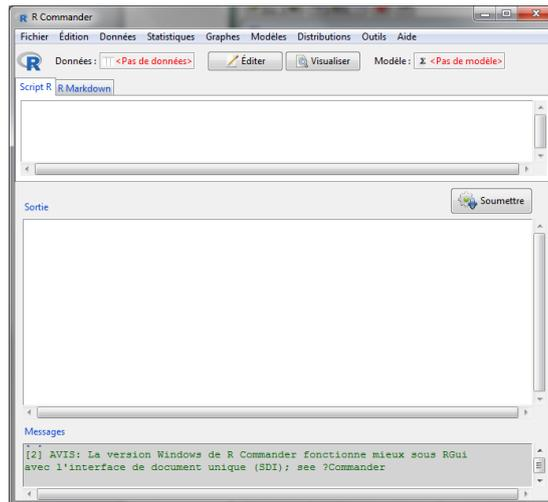 R Commander
Fichier Édition Données Statistiques Graphes Modèles Distributions Outils Aide
R Données : <Pas de données> Éditer Visualiser Modèle : Σ <Pas de modèle>
Script R R Markdown
Soumettre
Sortie
Messages
[2] AVIS: La version Windows de R Commander fonctionne mieux sous RGui
avec l'interface de document unique (SDI); see ?Commander